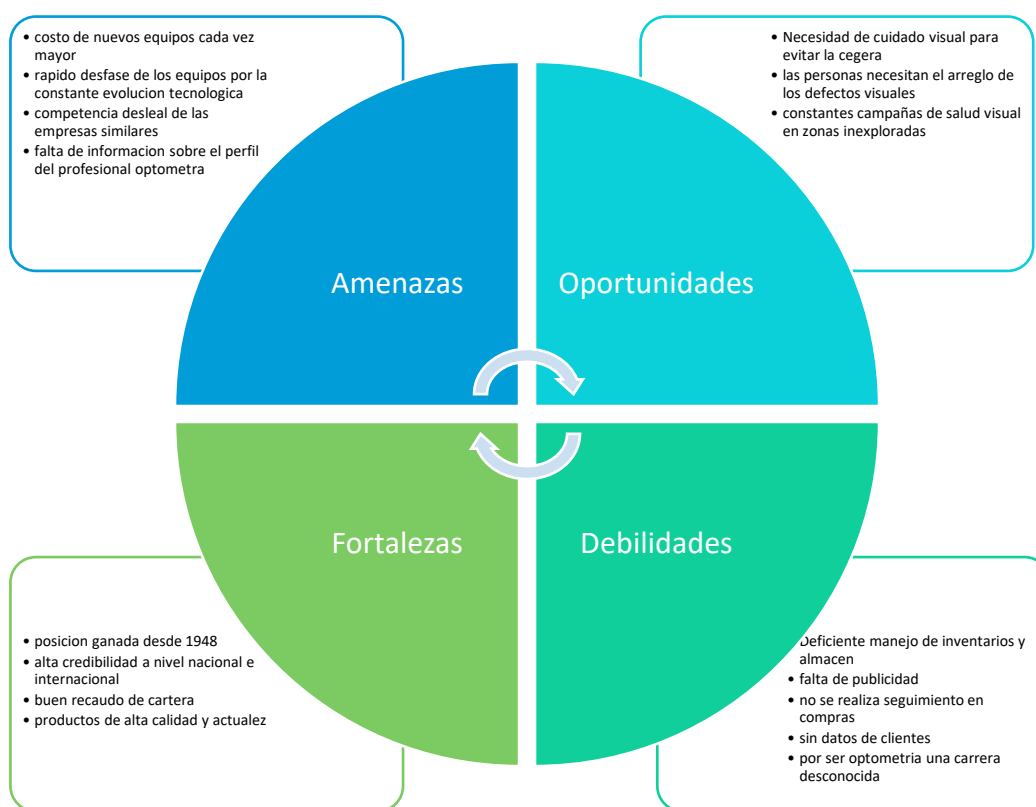 • costo de nuevos equipos cada vez
mayor
• rapido desfase de los equipos por la
constante evolucion tecnologica
• competencia desleal de las
empresas similares
• falta de informacion sobre el perfil
del profesional optometra
• Necesidad de cuidado visual para
evitar la cegera
• las personas necesitan el arreglo de
los defectos visuales
• constantes campañas de salud visual
en zonas inexploradas
Amenazas
Oportunidades
Fortalezas
Debilidades
• posicion ganada desde 1948
• alta credibilidad a nivel nacional e
internacional
• buen recaudo de cartera
• productos de alta calidad y actualez
Deficiente manejo de inventarios y
almacen
• falta de publicidad
• no se realiza seguimiento en
compras
• sin datos de clientes
• por ser optometria una carrera
desconocida